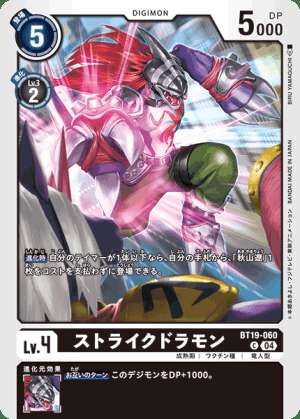 登場
5
DIGIMON
5000
DP
進化
Lv.3
2
BIRU YAMAGUCHI
BANDAI MADE IN JAPAN
進化時 自分のテイマーが1体以下なら、自分の手札から、「秋山遼」1
枚をコストを支払わずに登場できる。
BT19-060
Lv.4
ストライクドラモン
C 04
成熟期 ワクチン種 竜人型
進化元効果
お互いのターン このデジモンをDP+1000。